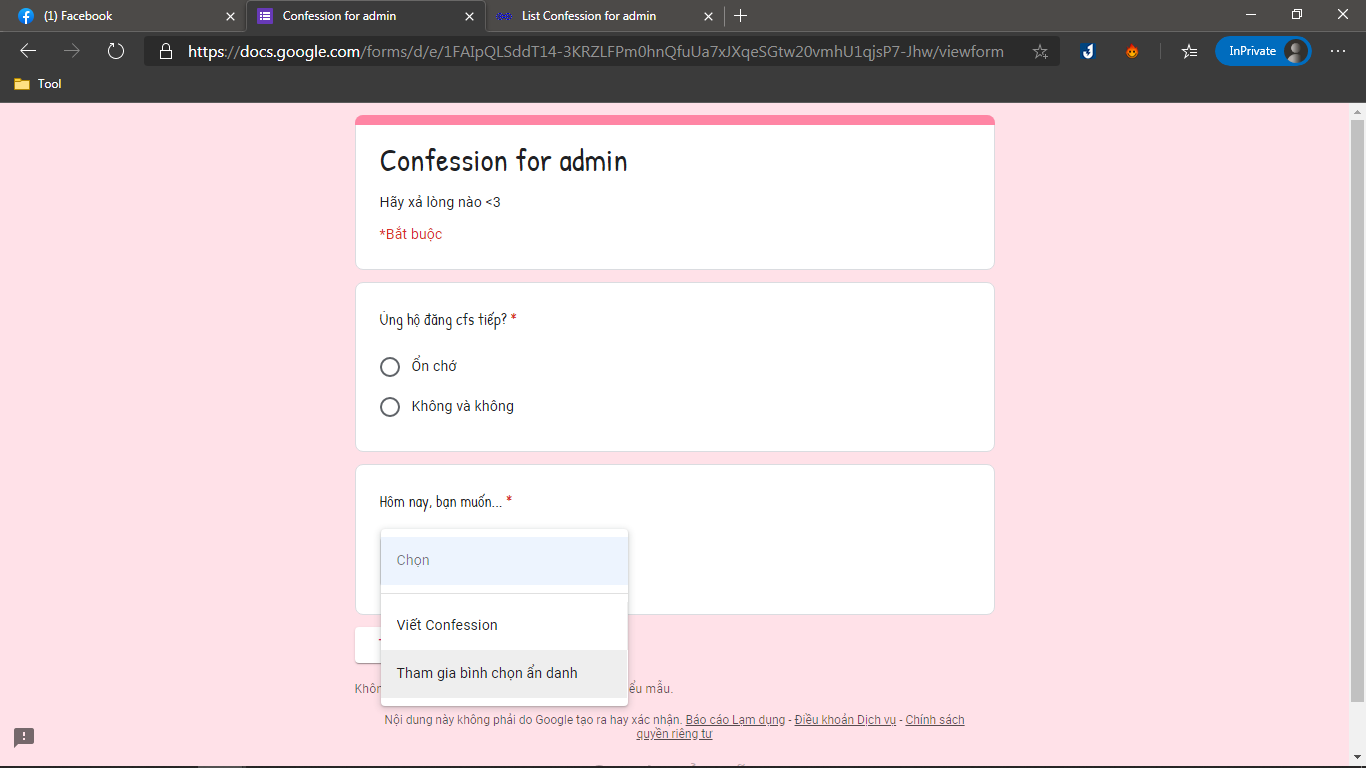 (1) Facebook
Confession for admin
List Confession for admin
https://docs.google.com/forms/d/e/1FAIpQLSddT14-3KRZLFPm0hnQfuUa7xJXqeSGtw20vmhU1qjsP7-Jhw/viewform
InPrivate
Tool
Confession for admin
Hãy xả lòng nào <3
*Bắt buộc
Ủng hộ đăng cfs tiếp? *
Ổn chớ
Không và không
Hôm nay, bạn muốn... *
Chọn
Viết Confession
Tham gia bình chọn ẩn danh
Khôn
ểu mẫu.
Nội dung này không phải do Google tạo ra hay xác nhận. Báo cáo Lạm dụng - Điều khoản Dịch vụ - Chính sách
quyền riêng tư